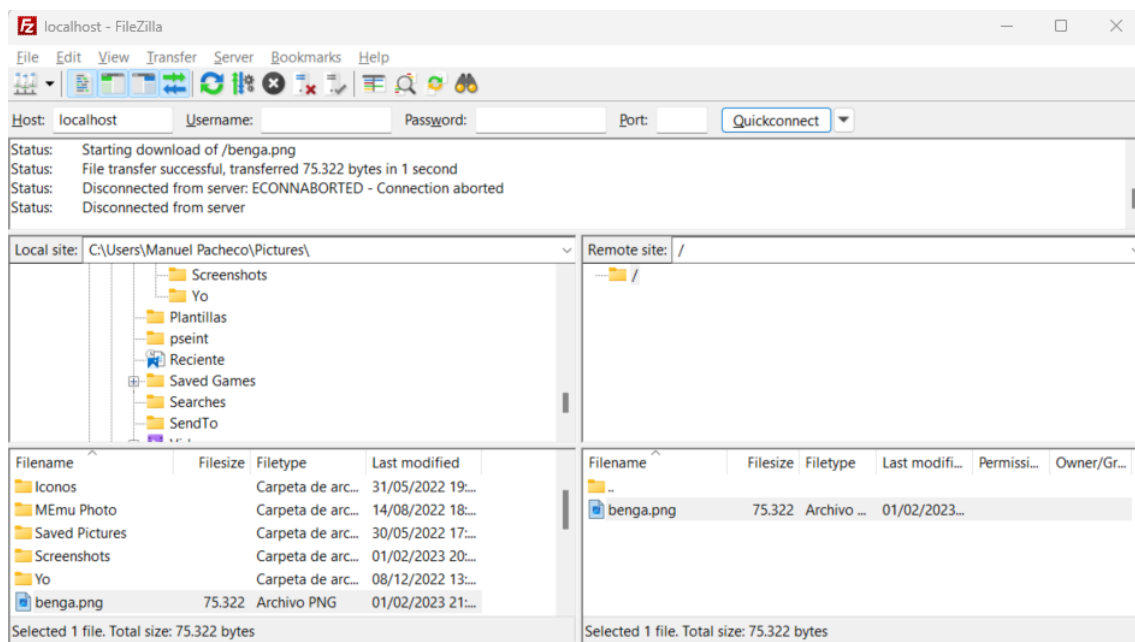 localhost - FileZilla
File Edit View Transfer Server Bookmarks Help
Host: localhost Username: Password: Port: Quickconnect
Status: Starting download of /benga.png
Status: File transfer successful, transferred 75.322 bytes in 1 second
Status: Disconnected from server: ECONNABORTED - Connection aborted
Status: Disconnected from server
Local site: C:\Users\Manuel Pacheco\Pictures\
Screenshots
Yo
Plantillas
pseint
Reciente
Saved Games
Searches
SendTo
Filename Filesize Filetype Last modified
Iconos Carpeta de arc... 31/05/2022 19:...
MEmu Photo Carpeta de arc... 14/08/2022 18:...
Saved Pictures Carpeta de arc... 30/05/2022 17:...
Screenshots Carpeta de arc... 01/02/2023 20:...
Yo Carpeta de arc... 08/12/2022 13:...
benga.png 75.322 Archivo PNG 01/02/2023 21:...
Selected 1 file. Total size: 75.322 bytes
Remote site: /
/
Filename Filesize Filetype Last modifi... Permissi... Owner/Gr...
..
benga.png 75.322 Archivo ... 01/02/2023...
Selected 1 file. Total size: 75.322 bytes